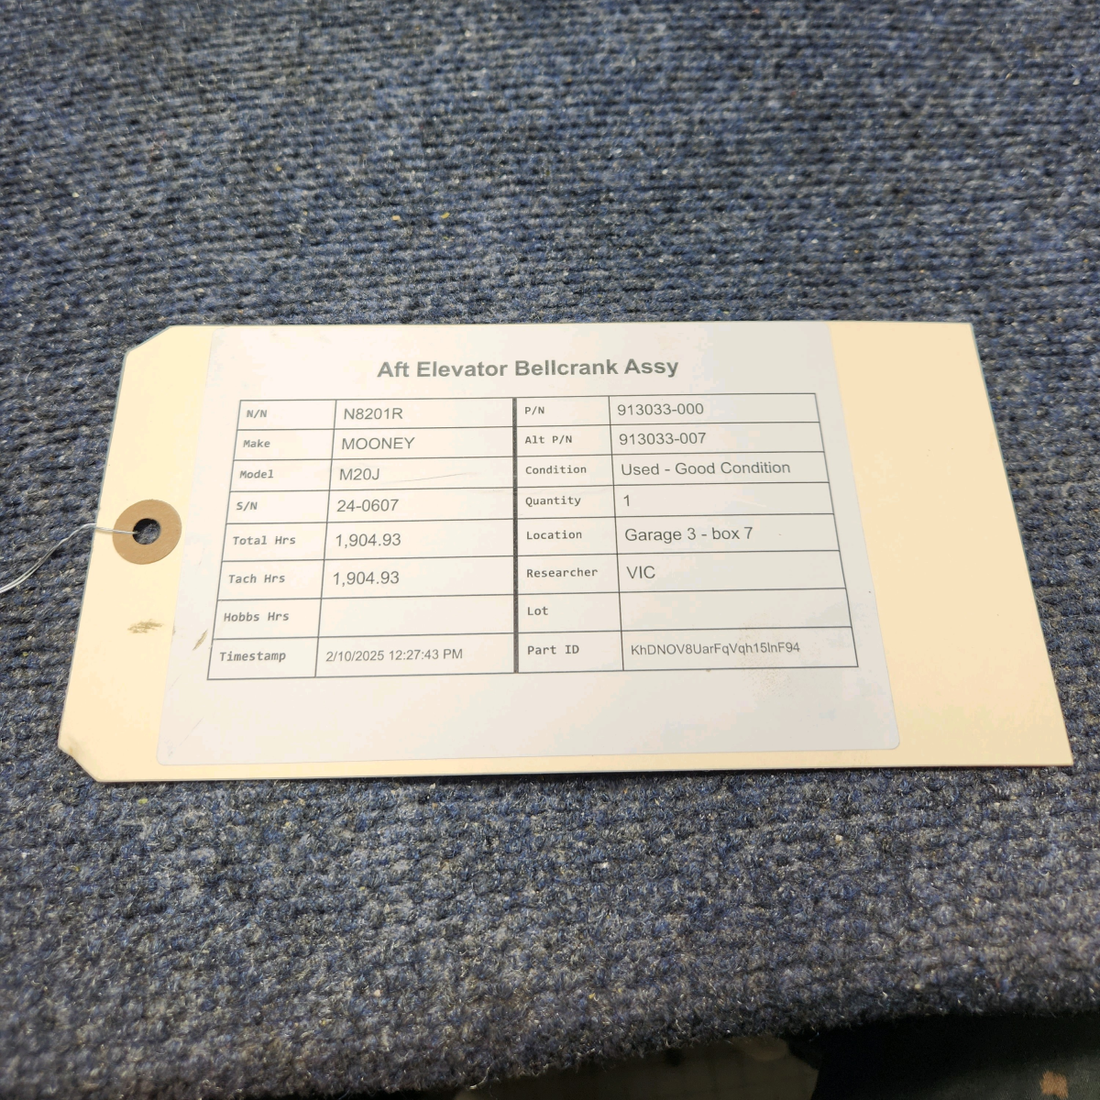 Aft Elevator Bellcrank Assy
N/N N8201R P/N 913033-000
Make MOONEY Alt P/N 913033-007
Model M20J Condition Used - Good Condition
S/N 24-0607 Quantity 1
Total Hrs 1,904.93 Location Garage 3 - box 7
Tach Hrs 1,904.93 Researcher VIC
Hobbs Hrs Lot
Timestamp 2/10/2025 12:27:43 PM Part ID KhDNOV8UarFqVqh15lnF94